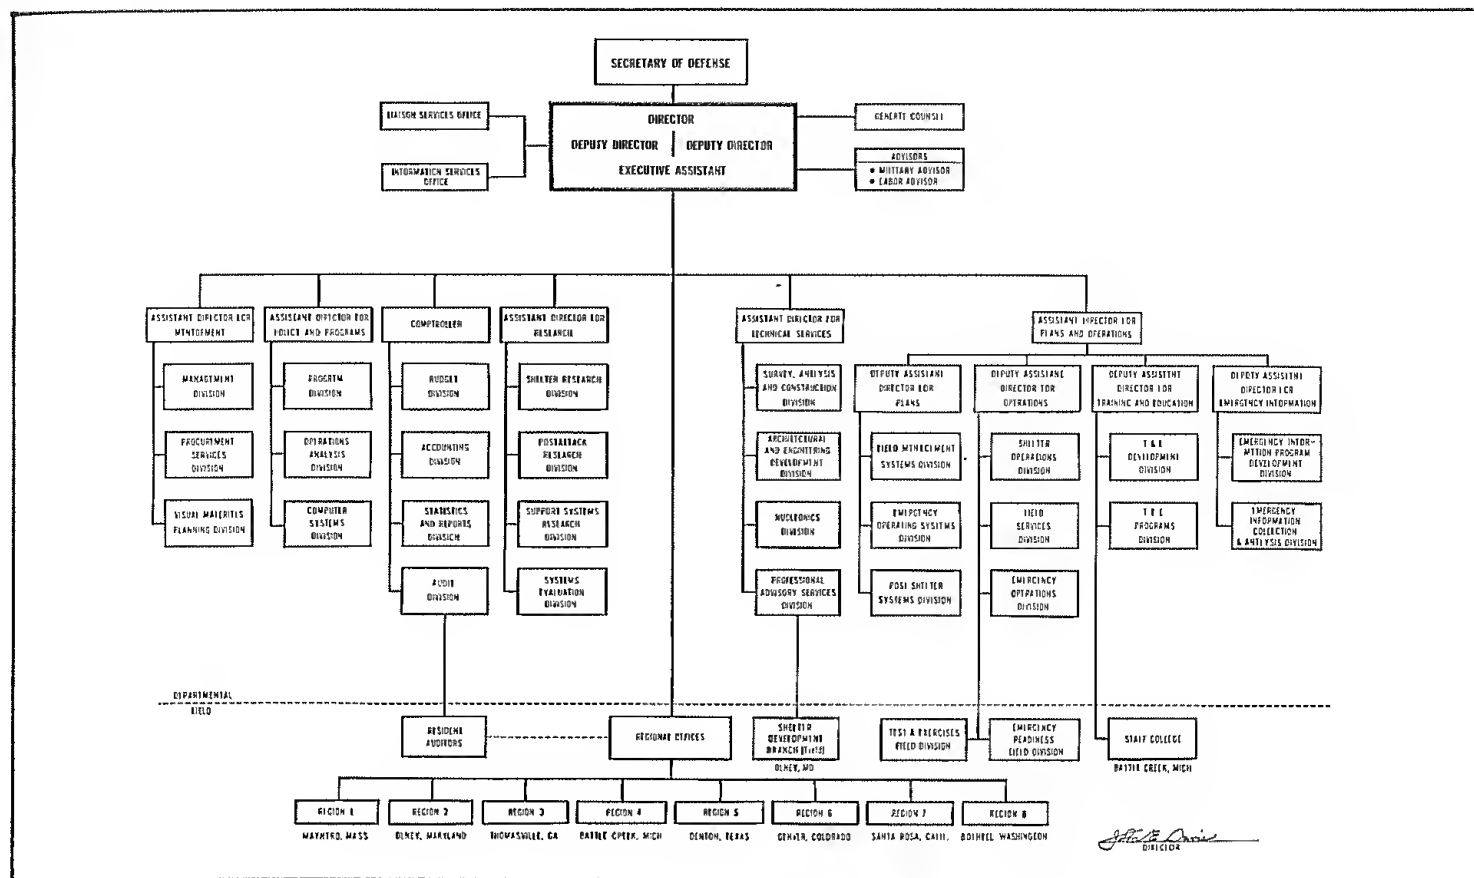 SECRETARY OF DEFENSE
LIAISON SERVICES OFFICE
INFORMATION SERVICES
OFFICE
DIRECTOR
DEPUTY DIRECTOR
DEPUTY DIRECTOR
EXECUTIVE ASSISTANT
COUNSEL
ADVISORS
• MILITARY ADVISOR
• LABOR ADVISOR
ASSISTANT DIRECTOR FOR
ASSISTANT DIRECTOR FOR
POLICY AND PROGRAMS
COMPTROLLER
ASSISTANT DIRECTOR FOR
RESEARCH
ASSISTANT DIRECTOR FOR
TECHNICAL SERVICES
ASSISTANT DIRECTOR FOR
PLANS AND OPERATIONS
MANAGEMENT
DIVISION
PROCUREMENT
SERVICES
DIVISION
VISUAL MATERIALS
PLANNING DIVISION
PROGRAM
DIVISION
OPERATIONS
ANALYSIS
DIVISION
COMPUTER
SYSTEMS
DIVISION
BUDGET
DIVISION
ACCOUNTING
DIVISION
STATISTICS
AND REPORTS
DIVISION
AUDIT
DIVISION
SHELTER RESEARCH
DIVISION
POSTATTACK
RESEARCH
DIVISION
SUPPORT SYSTEMS
RESEARCH
DIVISION
SYSTEMS
EVALUATION
DIVISION
SURVEY, ANALYSIS
AND CONSTRUCTION
DIVISION
ARCHITECTURAL
AND ENGINEERING
DEVELOPMENT
DIVISION
NUCLEONICS
DIVISION
PROFESSIONAL
ADVISORY SERVICES
DIVISION
DEPUTY ASSISTANT
DIRECTOR FOR
PLANS
FIELD MANAGEMENT
SYSTEMS DIVISION
EMERGENCY
OPERATING SYSTEMS
DIVISION
POST SHELTER
SYSTEMS DIVISION
DEPUTY ASSISTANT
DIRECTOR FOR
OPERATIONS
SHELTER
OPERATIONS
DIVISION
FIELD
SERVICES
DIVISION
EMERGENCY
OPERATIONS
DIVISION
DEPUTY ASSISTANT
DIRECTOR FOR
TRAINING AND EDUCATION
T & E
DEVELOPMENT
DIVISION
T & E
PROGRAMS
DIVISION
DEPUTY ASSISTANT
DIRECTOR FOR
EMERGENCY INFORMATION
EMERGENCY INFOR-
MATION PROGRAM
DEVELOPMENT
DIVISION
EMERGENCY
INFORMATION
COLLECTION
& ANALYSIS DIVISION
DEPARTMENTAL
FIELD
RESIDENT
AUDITORS
REGIONAL OFFICES
SHELTER
DEVELOPMENT
BRANCH (Field)
OLNEY, MD
TEST & EXERCISES
FIELD DIVISION
EMERGENCY
READINESS
FIELD DIVISION
STAFF COLLEGE
BATTLE CREEK, MICH
REGION 1
REGION 2
REGION 3
REGION 4
REGION 5
REGION 6
REGION 7
REGION 8
MAYNARD, MASS
OLNEY, MARYLAND
THOMASVILLE, GA
BATTLE CREEK, MICH
DENTON, TEXAS
DENVER, COLORADO
SANTA ROSA, CALIF.
BOTHELL WASHINGTON
Davis
DIRECTOR